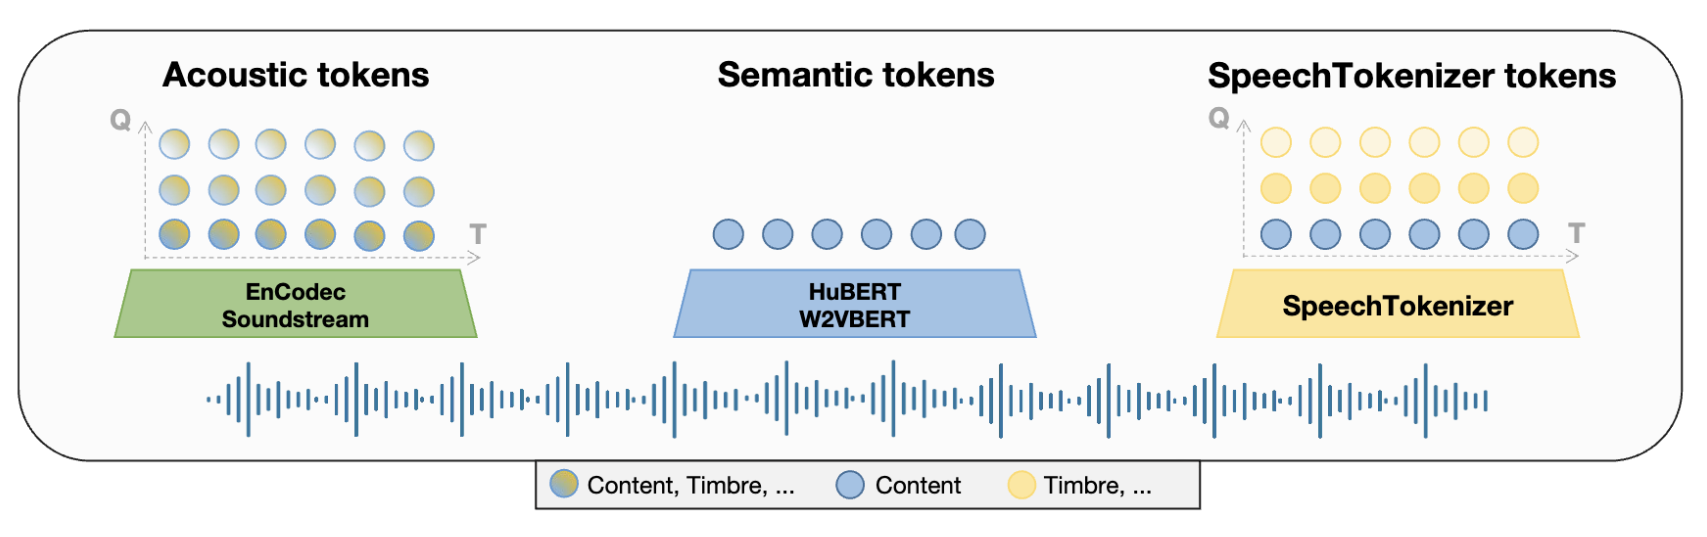 Acoustic tokens
Semantic tokens
SpeechTokenizer tokens
Q
T
Q
T
EnCodec
Soundstream
HuBERT
W2VBERT
SpeechTokenizer
Content, Timbre, ...
Content
Timbre, ...